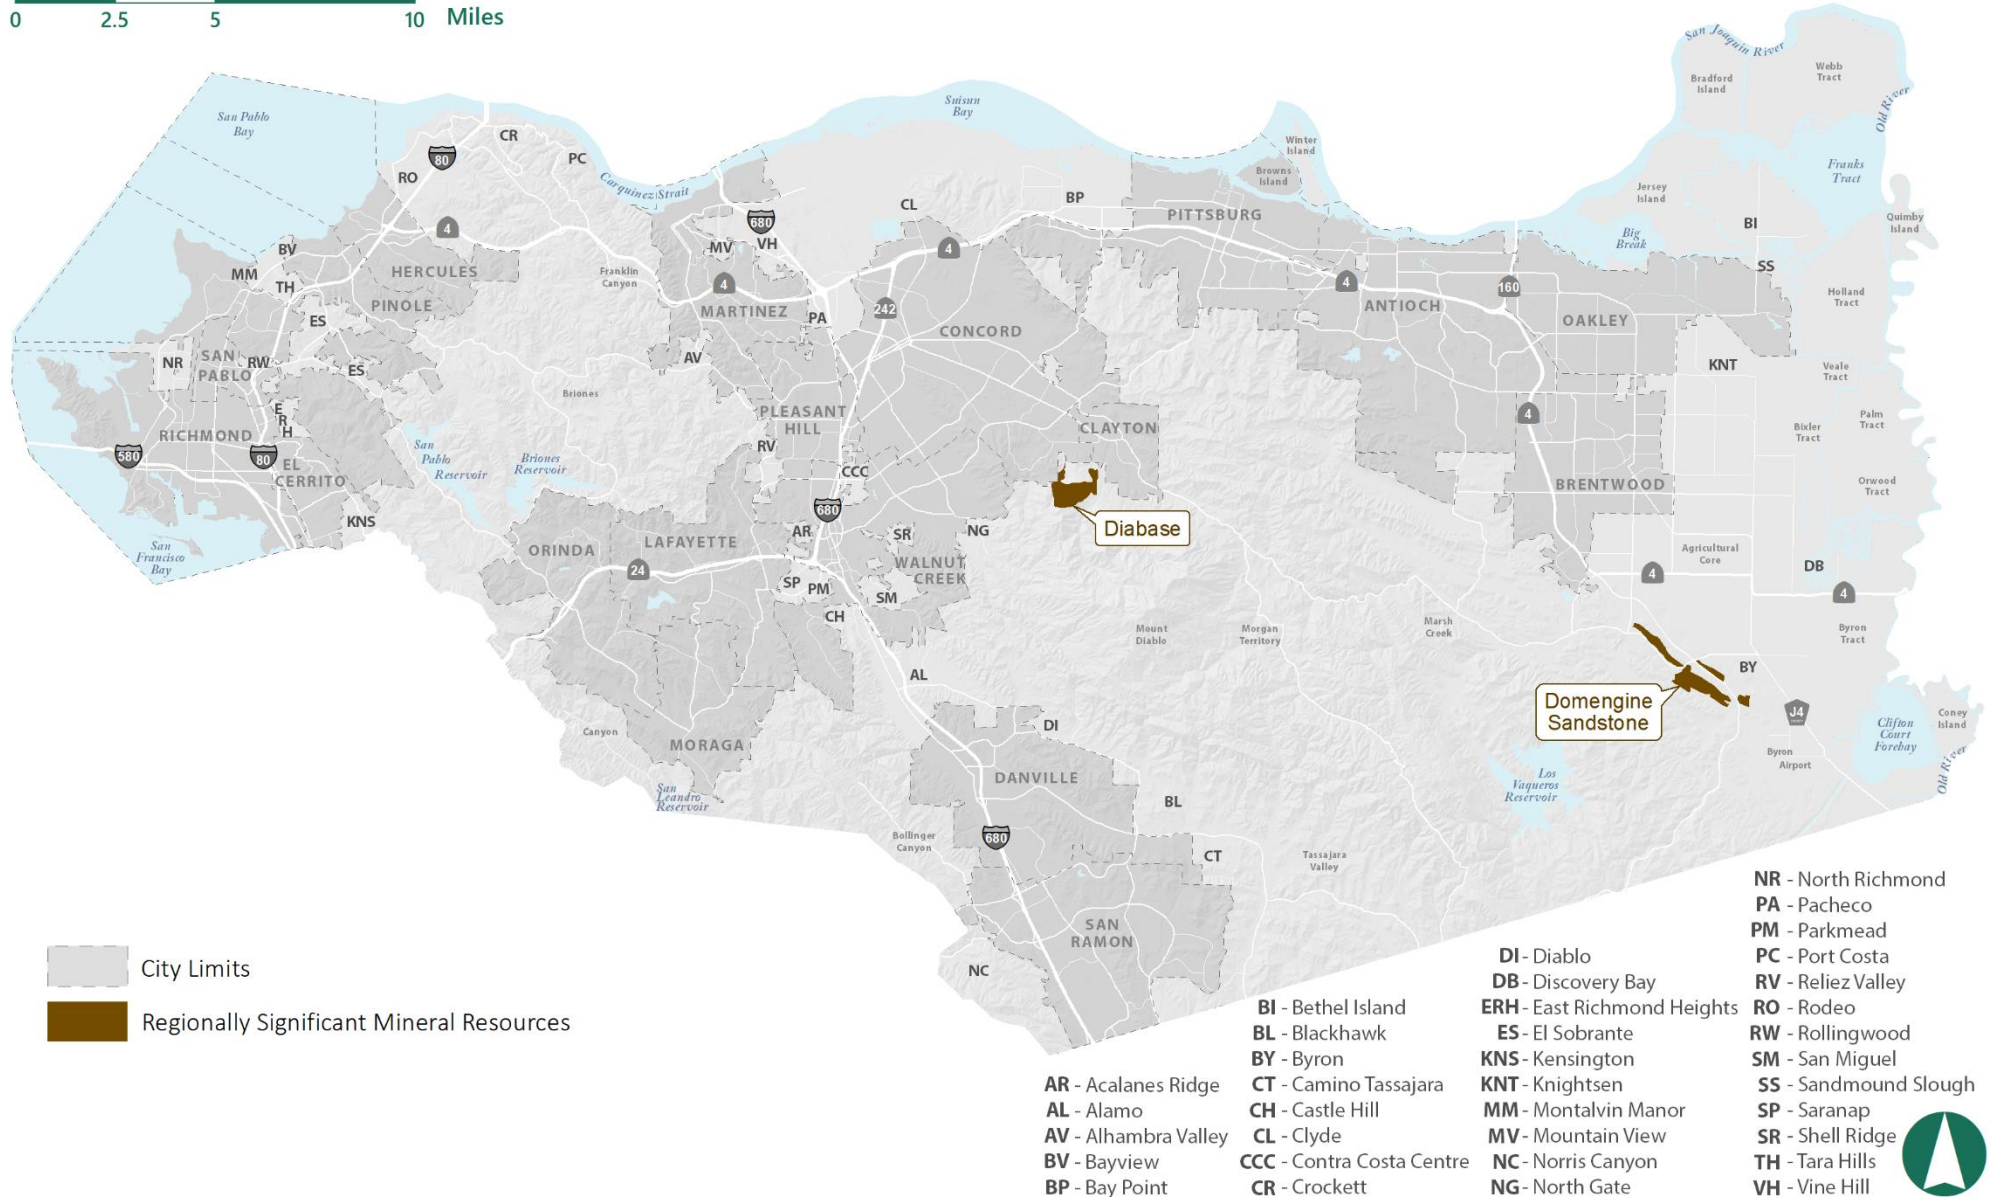 0 2.5 5 10 Miles
San Joaquin River
Webb
Tract
Bradford
Island
Old River
San Pablo
Bay
Suisun
Bay
CR
80
PC
RO
Carquinez Strait
Winter
Island
Browns
Island
Franks
Tract
Jersey
Island
BI
Quimby
Island
Big
Break
BP
CL
PITTSBURG
680
4
MV
VH
4
BV
MM
TH
HERCULES
PINOLE
Franklin
Canyon
4
MARTINEZ
PA
242
CONCORD
4
ANTIOCH
160
OAKLEY
SS
Holland
Tract
ES
NR
SAN
PABLO
RW
ES
AV
KNT
Veale
Tract
Briones
E
R
H
RICHMOND
80
580
EL
CERRITO
KNS
San
Pablo
Reservoir
Briones
Reservoir
PLEASANT
HILL
RV
CCC
CLAYTON
4
Palm
Tract
Bixler
Tract
Orwood
Tract
BRENTWOOD
San
Francisco
Bay
ORINDA
LAFAYETTE
24
680
AR
SR
NG
WALNUT
CREEK
SP
PM
SM
CH
Diabase
Agricultural
Core
4
DB
4
Byron
Tract
Mount
Diablo
Morgan
Territory
Marsh
Creek
BY
Domengine
Sandstone
AL
DI
Canyon
MORAGA
San
Leandro
Reservoir
DANVILLE
BL
Los
Vaqueros
Reservoir
J4
Byron
Airport
Clifton
Court
Forebay
Coney
Island
Old River
680
Bollinger
Canyon
CT
Tassajara
Valley
SAN
RAMON
NC
City Limits
Regionally Significant Mineral Resources
AR - Acalanes Ridge
AL - Alamo
AV - Alhambra Valley
BV - Bayview
BP - Bay Point
BI - Bethel Island
BL - Blackhawk
BY - Byron
CT - Camino Tassajara
CH - Castle Hill
CL - Clyde
CCC - Contra Costa Centre
CR - Crockett
DI - Diablo
DB - Discovery Bay
ERH - East Richmond Heights
ES - El Sobrante
KNS - Kensington
KNT - Knightsen
MM - Montalvin Manor
MV - Mountain View
NC - Norris Canyon
NG - North Gate
NR - North Richmond
PA - Pacheco
PM - Parkmead
PC - Port Costa
RV - Reliez Valley
RO - Rodeo
RW - Rollingwood
SM - San Miguel
SS - Sandmound Slough
SP - Saranap
SR - Shell Ridge
TH - Tara Hills
VH - Vine Hill